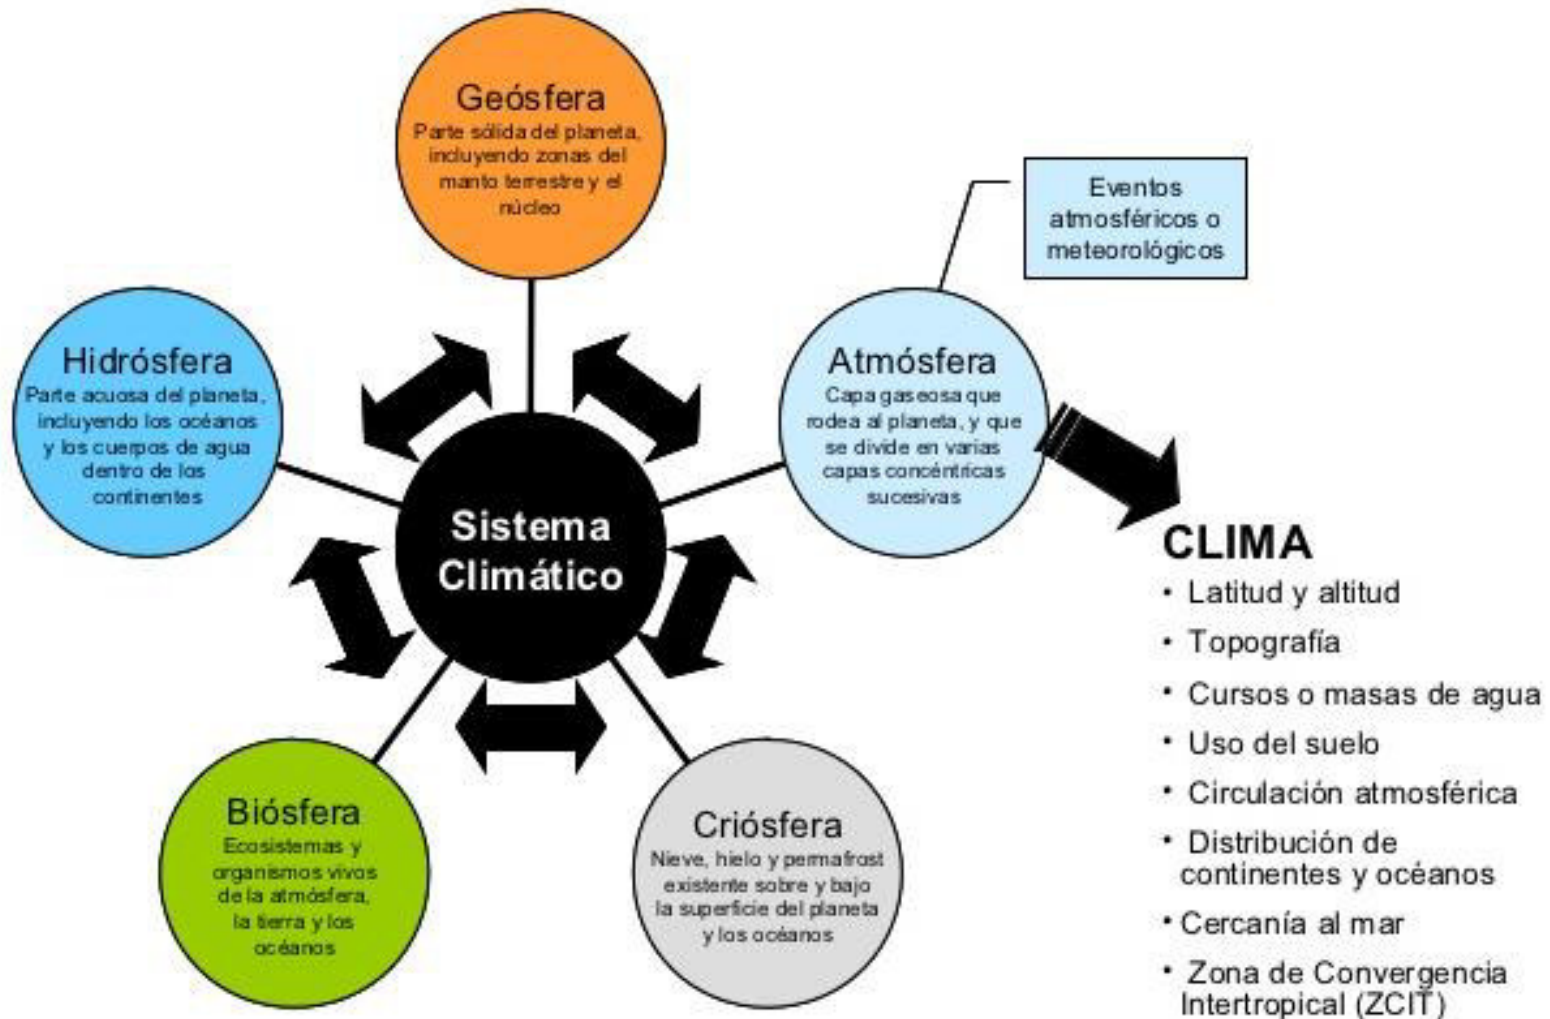 Geósfera
Parte sólida del planeta,
incluyendo zonas del
manto terrestre y el
núcleo
Eventos
atmosféricos o
meteorológicos
Hidrósfera
Parte acuosa del planeta,
incluyendo los océanos
y los cuerpos de agua
dentro de los
continentes
Atmósfera
Capa gaseosa que
rodea al planeta, y que
se divide en varias
capas concéntricas
sucesivas
Sistema
Climático
Biósfera
Ecosistemas y
organismos vivos
de la atmósfera,
la tierra y los
océanos
Criósfera
Nieve, hielo y permafrost
existente sobre y bajo
la superficie del planeta
y los océanos
CLIMA
• Latitud y altitud
• Topografía
• Cursos o masas de agua
• Uso del suelo
• Circulación atmosférica
• Distribución de
continentes y océanos
• Cercanía al mar
• Zona de Convergencia
Intertropical (ZCIT)